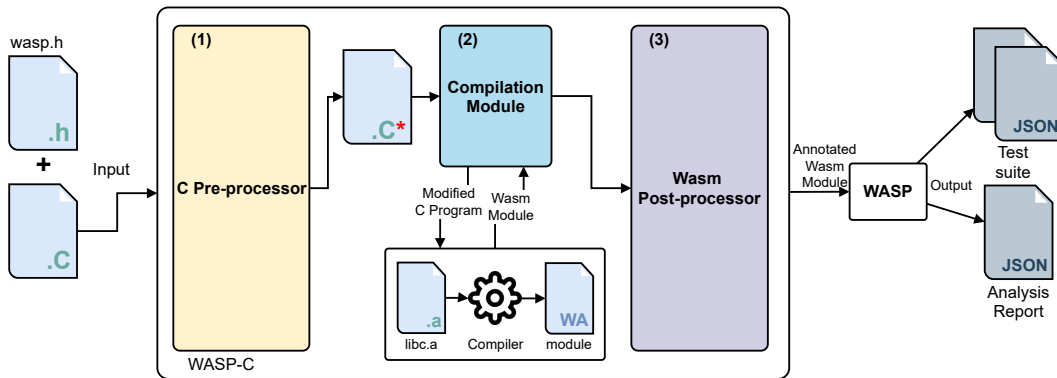 wasp.h
.h
+
.C
Input
(1)
C Pre-processor
WASP-C
.C*
(2)
Compilation
Module
Modified
C Program
Wasm
Module
.a
libc.a
Compiler
WA
module
(3)
Wasm
Post-processor
Annotated
Wasm
Module
WASP
Output
JSON
Test
suite
JSON
Analysis
Report